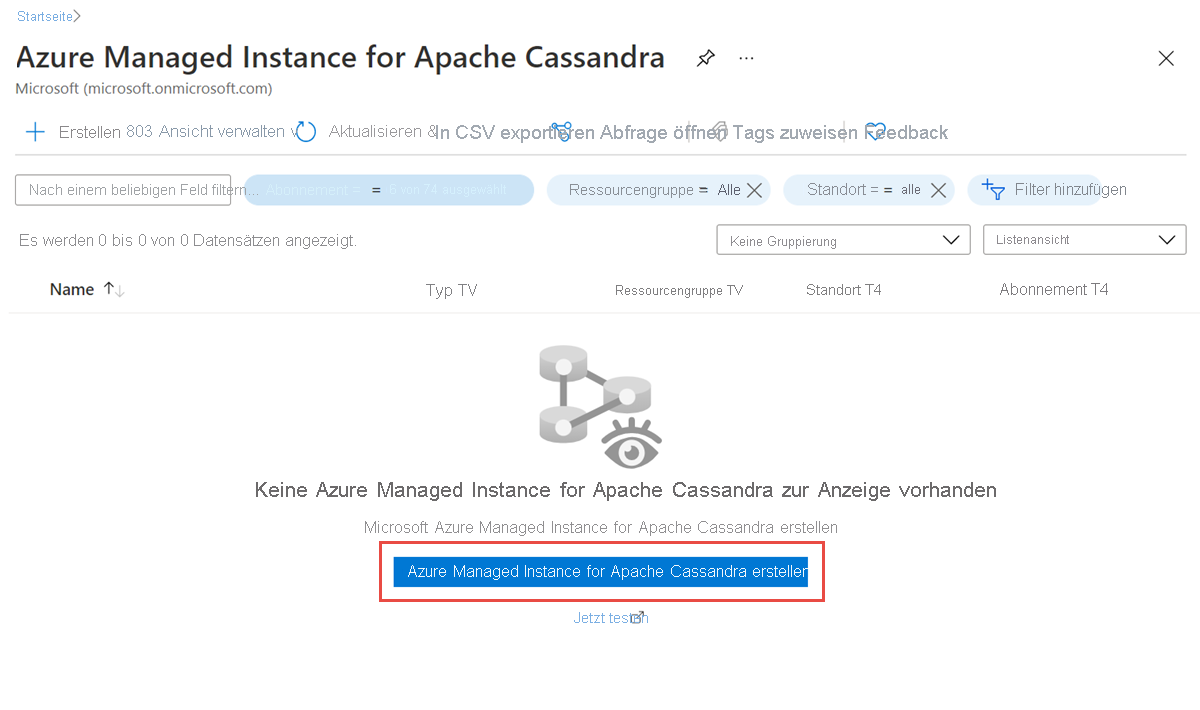 Startseite
Azure Managed Instance for Apache Cassandra ...
Microsoft (microsoft.onmicrosoft.com)
Erstellen 803 Ansicht verwalten v Aktualisieren & In CSV exportieren Abfrage öffnen Tags zuweisen Feedback
Nach einem beliebigen Feld filtern... Abonnement = = 6 von 74 ausgewählt Ressourcengruppe = Alle Standort = = alle Filter hinzufügen
Es werden 0 bis 0 von 0 Datensätzen angezeigt. Keine Gruppierung Listenansicht
Name ↑↓ Typ TV Ressourcengruppe TV Standort T4 Abonnement T4
Keine Azure Managed Instance for Apache Cassandra zur Anzeige vorhanden
Microsoft Azure Managed Instance for Apache Cassandra erstellen
Azure Managed Instance for Apache Cassandra erstellen
Jetzt testen